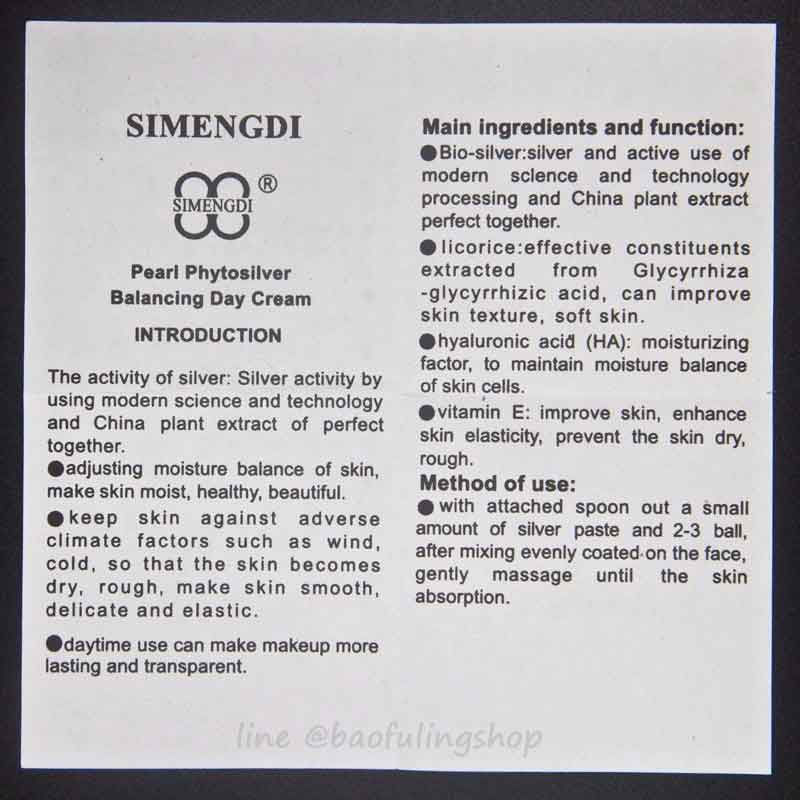 SIMENGDI
SIMENGDI ®
Pearl Phytosilver
Balancing Day Cream
INTRODUCTION
The activity of silver: Silver activity by
using modern science and technology
and China plant extract of perfect
together.
●adjusting moisture balance of skin,
make skin moist, healthy, beautiful.
●keep skin against adverse
climate factors such as wind,
cold, so that the skin becomes
dry, rough, make skin smooth,
delicate and elastic.
●daytime use can make makeup more
lasting and transparent.
Main ingredients and function:
●Bio-silver:silver and active use of
modern science and technology
processing and China plant extract
perfect together.
●licorice:effective constituents
extracted from Glycyrrhiza
-glycyrrhizic acid, can improve
skin texture, soft skin.
●hyaluronic acid (HA): moisturizing
factor, to maintain moisture balance
of skin cells.
●vitamin E: improve skin, enhance
skin elasticity, prevent the skin dry,
rough.
Method of use:
●with attached spoon out a small
amount of silver paste and 2-3 ball,
after mixing evenly coated on the face,
gently massage until the skin
absorption.
line @baofulingshop